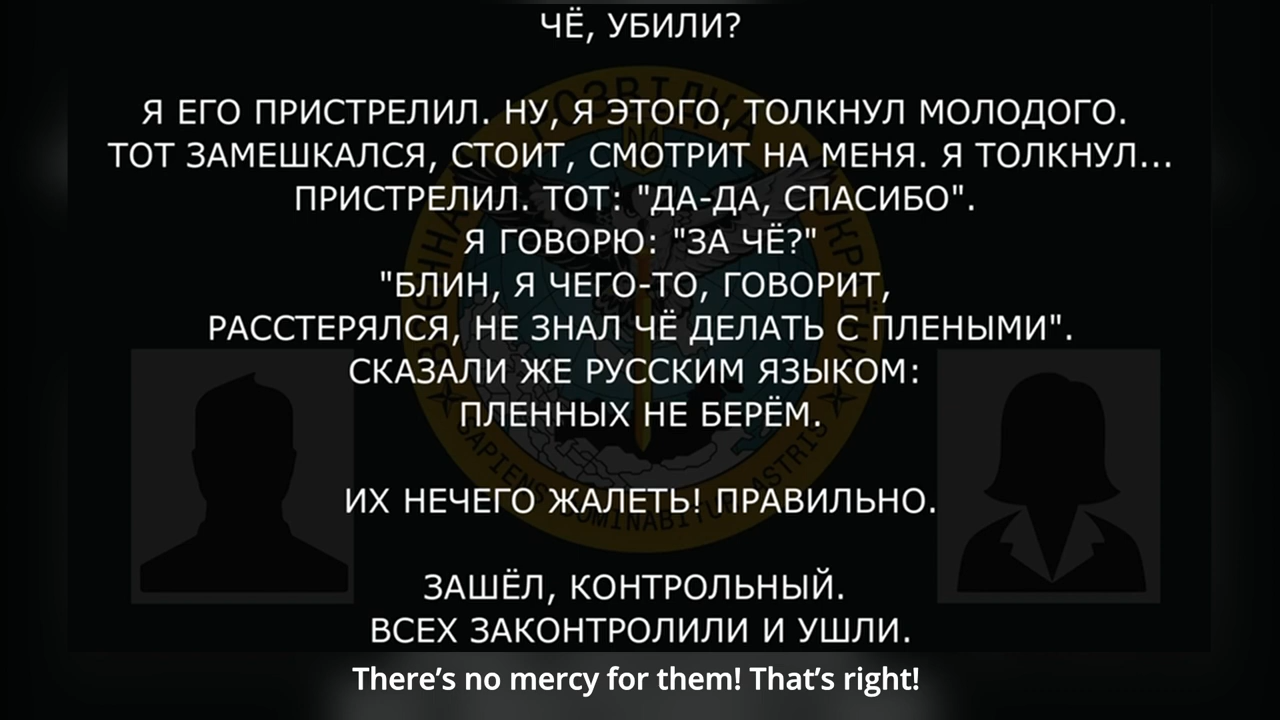 ЧЁ, УБИЛИ?
Я ЕГО ПРИСТРЕЛИЛ. НУ, Я ЭТОГО, ТОЛКНУЛ МОЛОДОГО.
ТОТ ЗАМЕШКАЛСЯ, СТОИТ, СМОТРИТ НА МЕНЯ. Я ТОЛКНУЛ...
ПРИСТРЕЛИЛ. ТОТ: "ДА-ДА, СПАСИБО".
Я ГОВОРЮ: "ЗА ЧЁ?"
"БЛИН, Я ЧЕГО-ТО, ГОВОРИТ,
РАССТЕРЯЛСЯ, НЕ ЗНАЛ ЧЁ ДЕЛАТЬ С ПЛЕНЫМИ".
СКАЗАЛИ ЖЕ РУССКИМ ЯЗЫКОМ:
ПЛЕННЫХ НЕ БЕРЁМ.
ИХ НЕЧЕГО ЖАЛЕТЬ! ПРАВИЛЬНО.
ЗАШЁЛ, КОНТРОЛЬНЫЙ.
ВСЕХ ЗАКОНТРОЛИЛИ И УШЛИ.
There's no mercy for them! That's right!